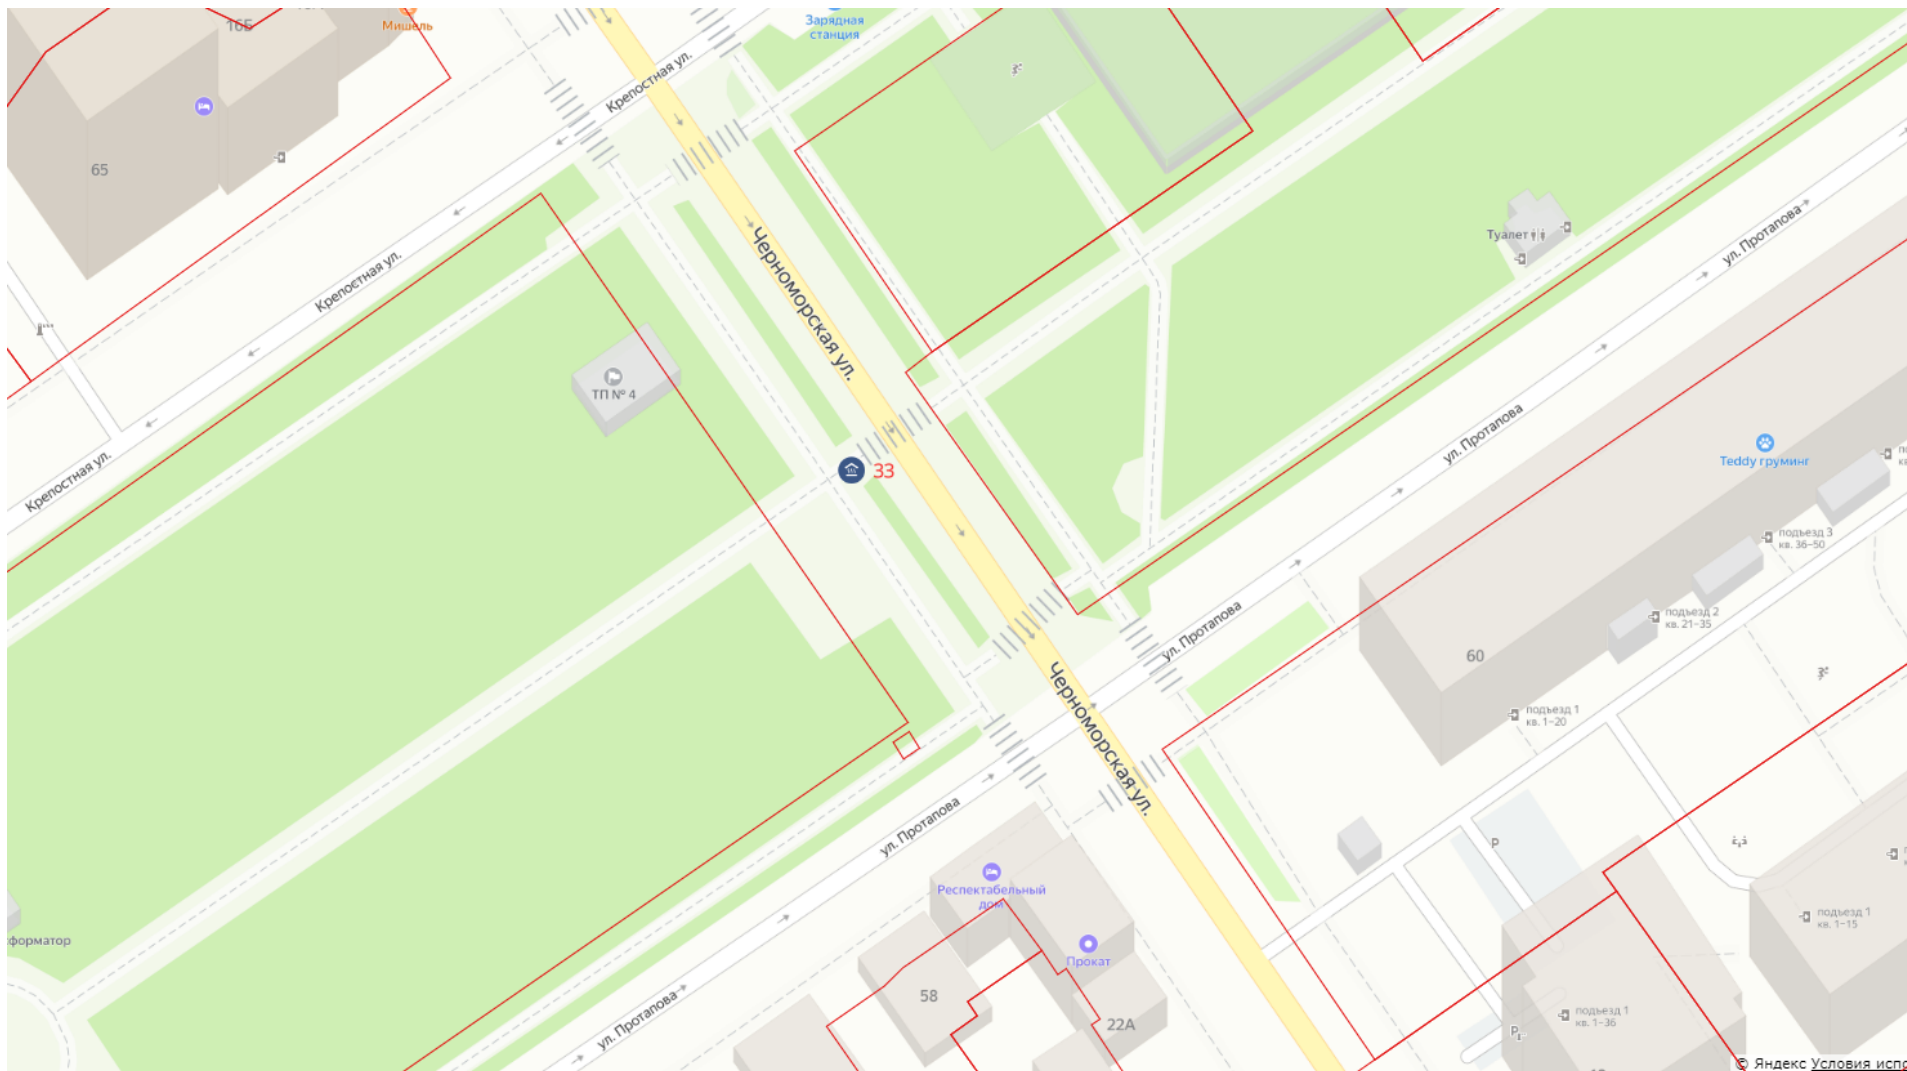 16Б
Мишель
Зарядная
станция
Крепостная ул.
65
Туалет
ул. Протапова
Черноморская ул.
Крепостная ул.
ТП № 4
33
ул. Протапова
Teddy груминг
Крепостная ул.
подъезд 3
кв. 36–50
подъезд 2
кв. 21–35
ул. Протапова
60
подъезд 1
кв. 1–20
Черноморская ул.
ул. Протапова
P
Респектабельный
дом
сформатор
Прокат
подъезд 1
кв. 1–15
58
22А
ул. Протапова
подъезд 1
кв. 1–36
P
© Яндекс Условия испо